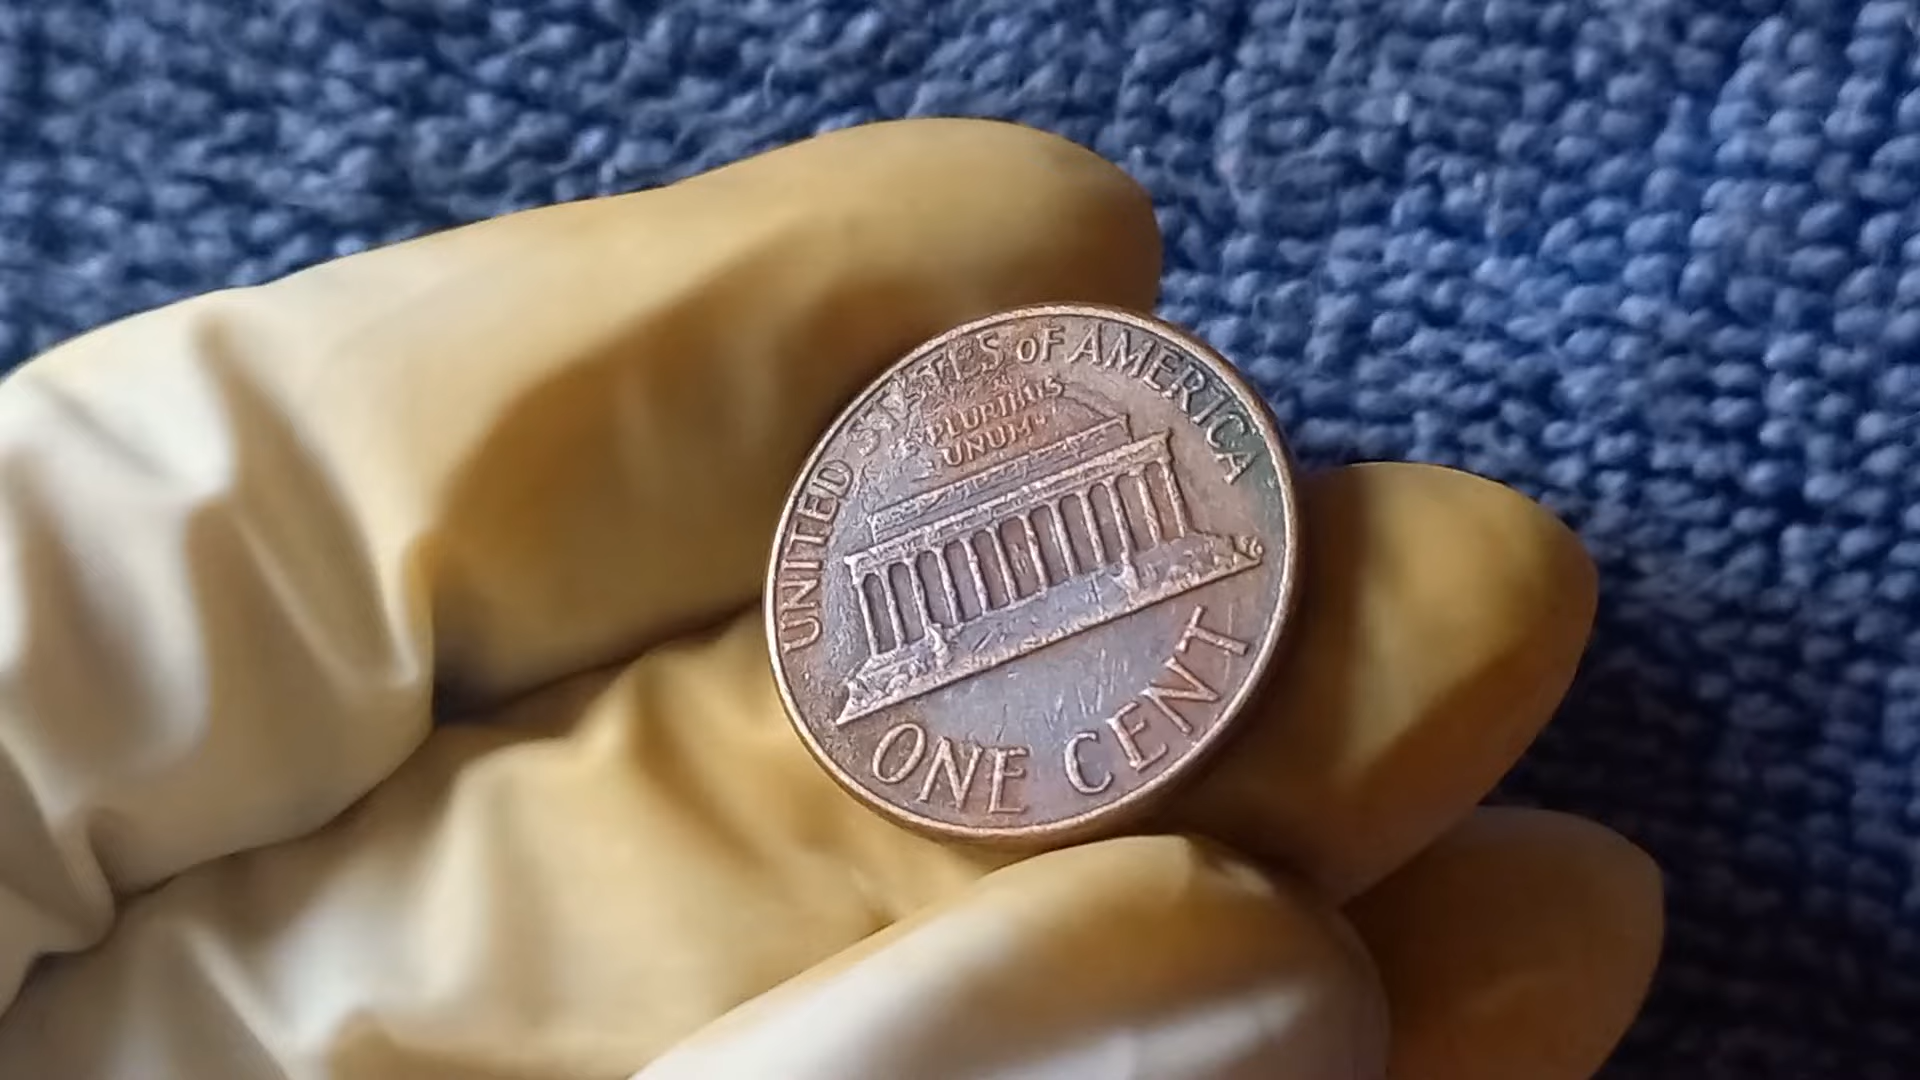 UNITED STATES OF AMERICA
E
PLURIBUS
UNUM
ONE CENT